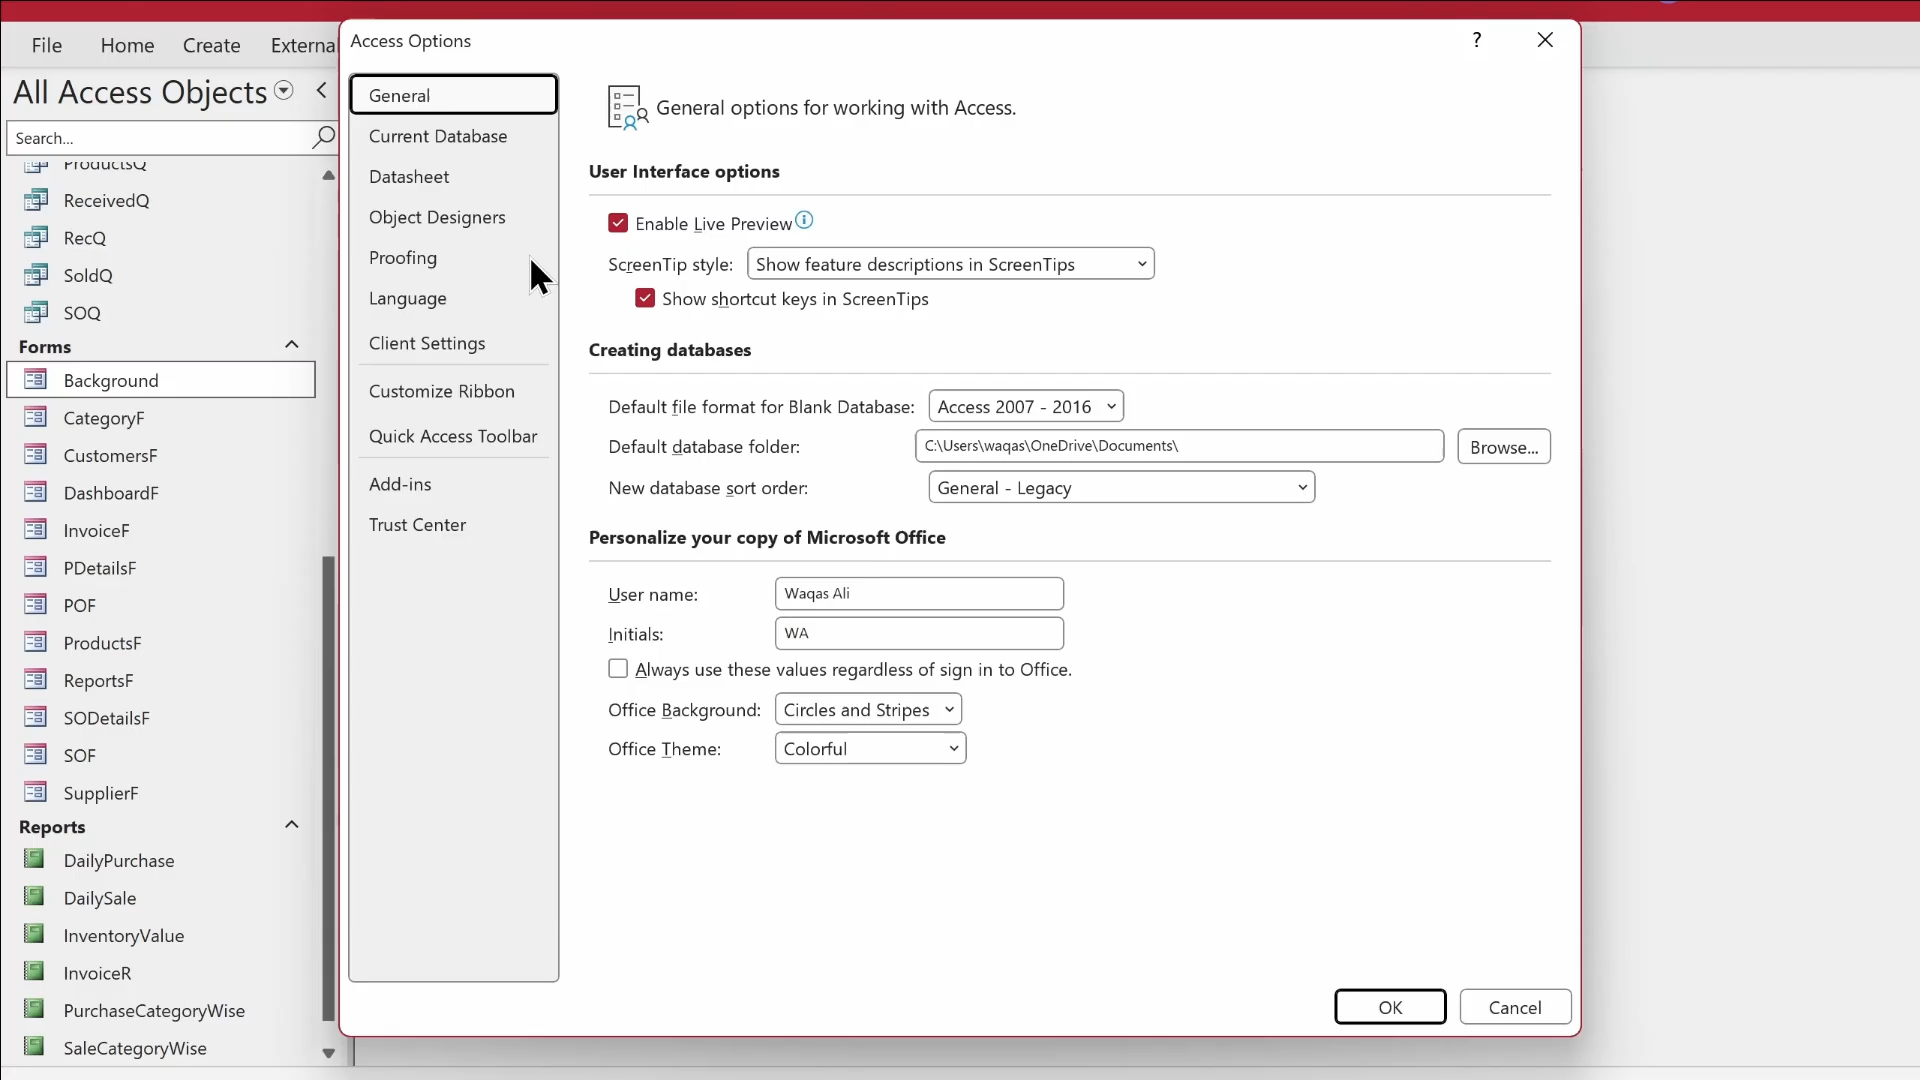 File
Home
Create
External
All Access Objects
Search...
ProductsQ
ReceivedQ
RecQ
SoldQ
SOQ
Forms
Background
CategoryF
CustomersF
DashboardF
InvoiceF
PDetailsF
POF
ProductsF
ReportsF
SODetailsF
SOF
SupplierF
Reports
DailyPurchase
DailySale
InventoryValue
InvoiceR
PurchaseCategoryWise
SaleCategoryWise
Access Options
?
General
Current Database
Datasheet
Object Designers
Proofing
Language
Client Settings
Customize Ribbon
Quick Access Toolbar
Add-ins
Trust Center
General options for working with Access.
User Interface options
Enable Live Preview
ScreenTip style: Show feature descriptions in ScreenTips
Show shortcut keys in ScreenTips
Creating databases
Default file format for Blank Database: Access 2007 - 2016
Default database folder: C:\Users\waqas\OneDrive\Documents\ Browse...
New database sort order: General - Legacy
Personalize your copy of Microsoft Office
User name: Waqas Ali
Initials: WA
Always use these values regardless of sign in to Office.
Office Background: Circles and Stripes
Office Theme: Colorful
OK
Cancel